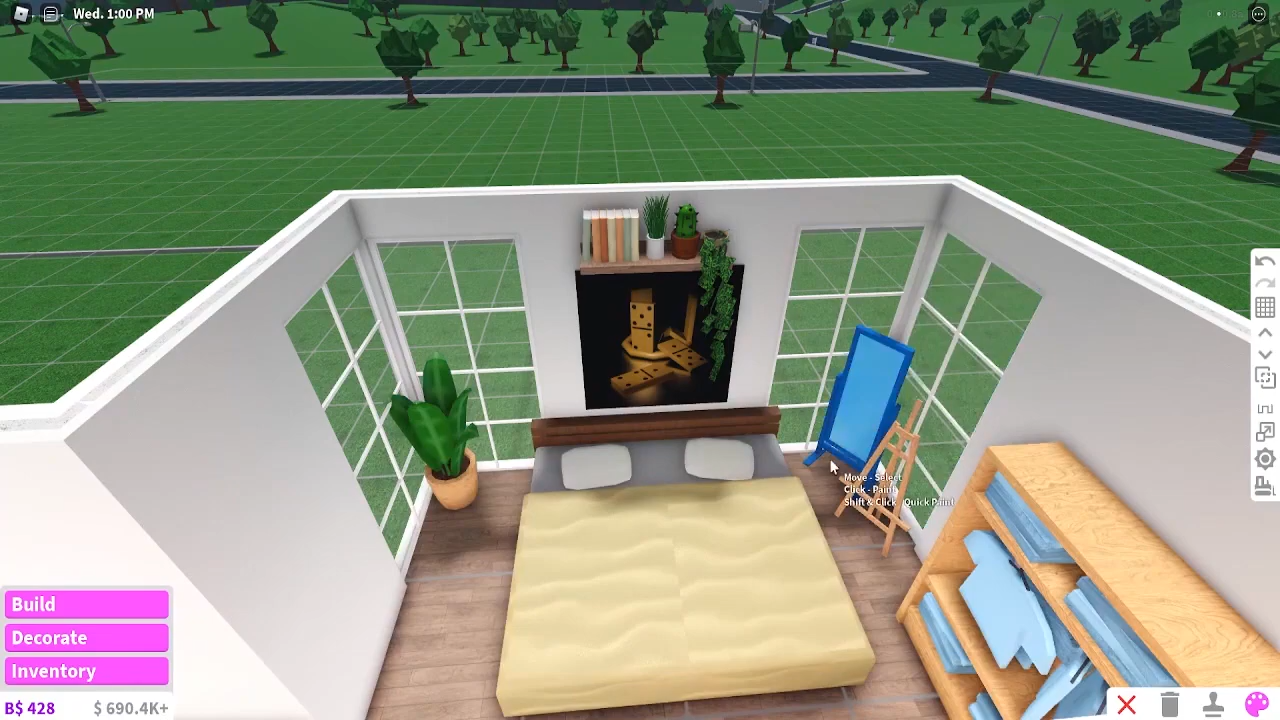 Wed. 1:00 PM
Move - Select
Click - Paint
Shift & Click - Quick Paint
Build
Decorate
Inventory
B$ 428 $ 690.4K+